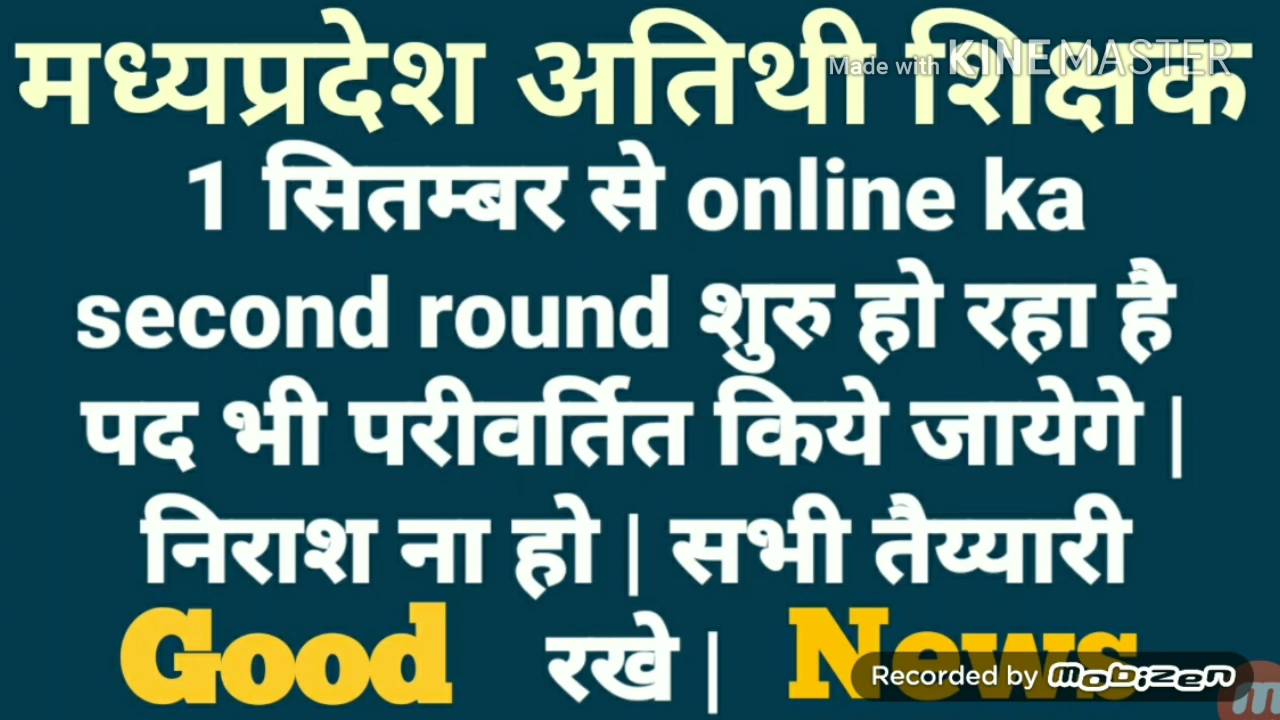 मध्यप्रदेश अतिथी शिक्षक
Made with KINEMASTER
1 सितम्बर से online ka
second round शुरु हो रहा है
पद भी परीवर्तित किये जायेगे |
निराश ना हो | सभी तैय्यारी
Good रखे | News
Recorded by mobizen